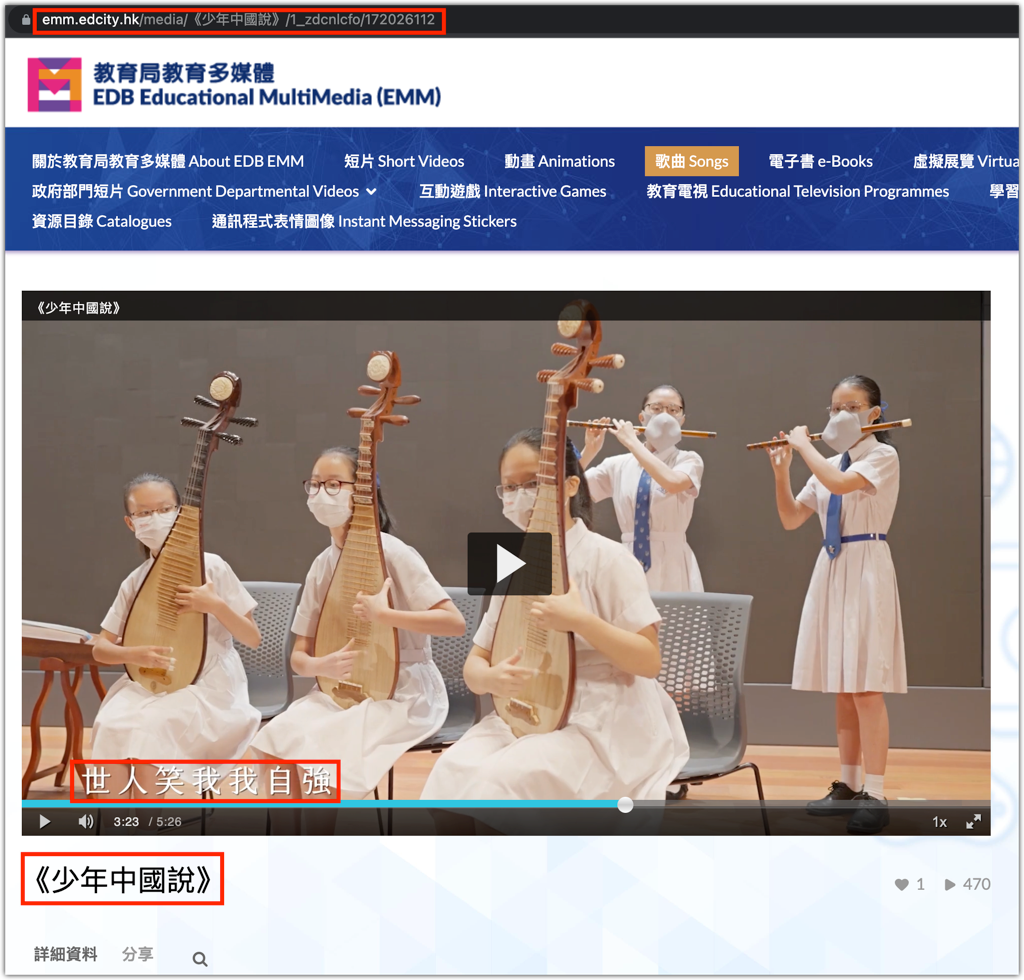 emm.edcity.hk/media/《少年中國說》/1_zdcnlcfo/172026112
教育局教育多媒體
EDB Educational MultiMedia (EMM)
關於教育局教育多媒體 About EDB EMM 短片 Short Videos 動畫 Animations 歌曲 Songs 電子書 e-Books 虛擬展覽 Virtua
政府部門短片 Government Departmental Videos 互動遊戲 Interactive Games 教育電視 Educational Television Programmes 學習
資源目錄 Catalogues 通訊程式表情圖像 Instant Messaging Stickers
《少年中國說》
世人笑我我自強
3:23 / 5:26 1x
《少年中國說》
1 470
詳細資料 分享